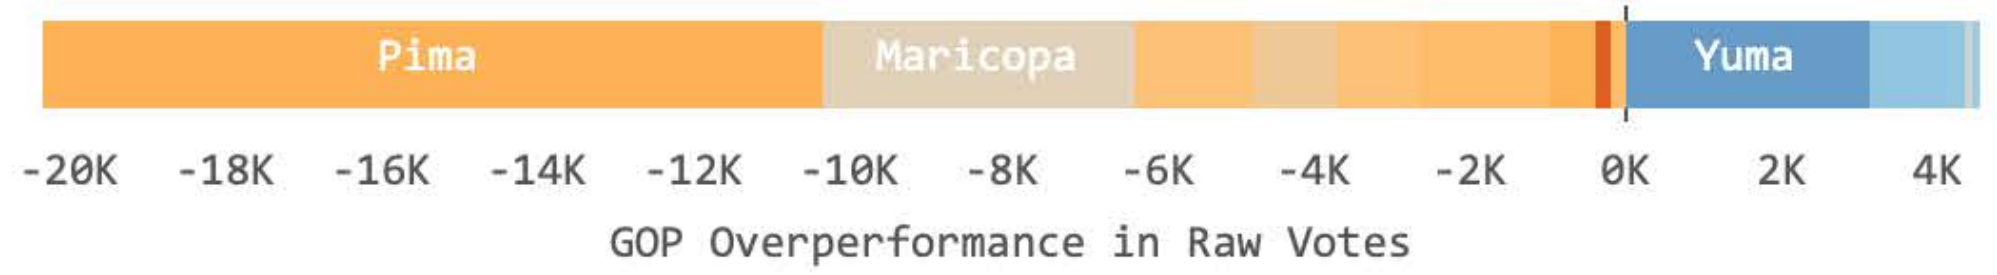 Pima Maricopa Yuma
-20K -18K -16K -14K -12K -10K -8K -6K -4K -2K 0K 2K 4K
GOP Overperformance in Raw Votes